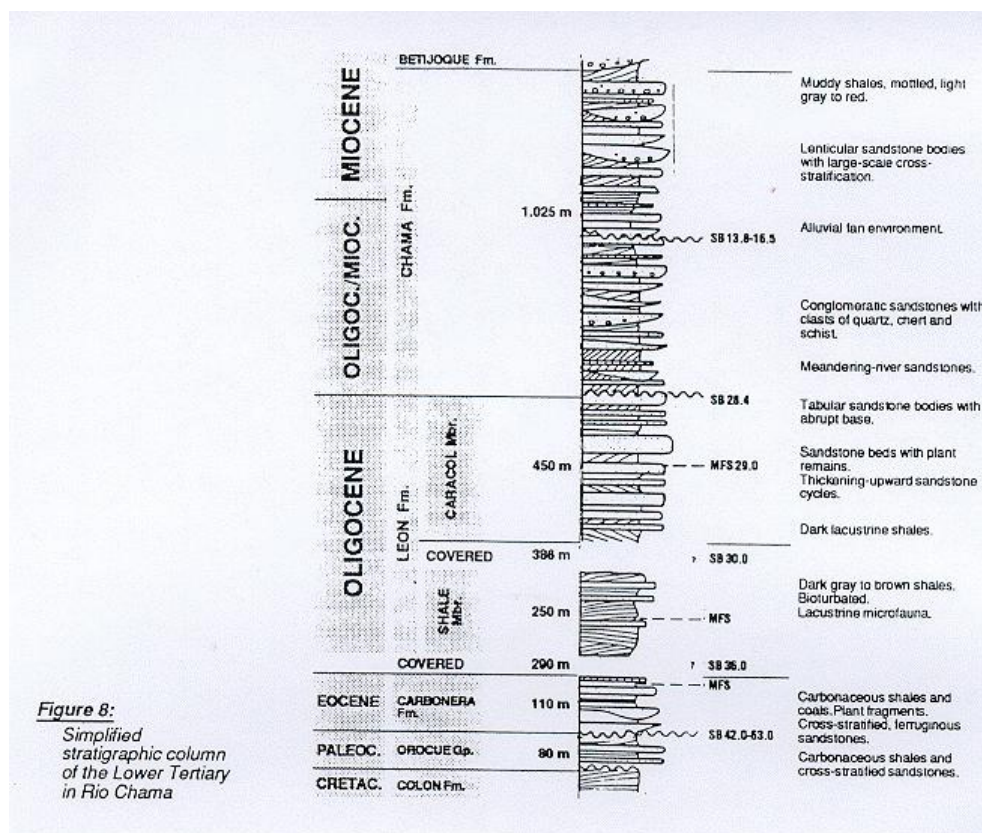 BETIJOQUE Fm.
MIOCENE
OLIGOC./MIOC.
OLIGOCENE
CHAMA Fm.
LEON Fm.
CARACOL Mbr.
COVERED
SHALE
Mbr.
COVERED
EOCENE
CARBONERA
Fm.
PALEOC.
OROCUE Gp.
CRETAC.
COLON Fm.
1.025 m
450 m
386 m
250 m
290 m
110 m
80 m
SB 13.8-16.5
SB 28.4
MFS 29.0
? SB 30.0
MFS
? SB 36.0
MFS
SB 42.0-63.0
Muddy shales, mottled, light
gray to red.
Lenticular sandstone bodies
with large-scale cross-
stratification.
Alluvial fan environment.
Conglomeratic sandstones with
clasts of quartz, chert and
schist.
Meandering-river sandstones.
Tabular sandstone bodies with
abrupt base.
Sandstone beds with plant
remains.
Thickening-upward sandstone
cycles.
Dark lacustrine shales.
Dark gray to brown shales.
Bioturbated.
Lacustrine microfauna.
Carbonaceous shales and
coals.Plant fragments.
Cross-stratified, ferruginous
sandstones.
Carbonaceous shales and
cross-stratified sandstones.
Figure 8:
Simplified
stratigraphic column
of the Lower Tertiary
in Rio Chama